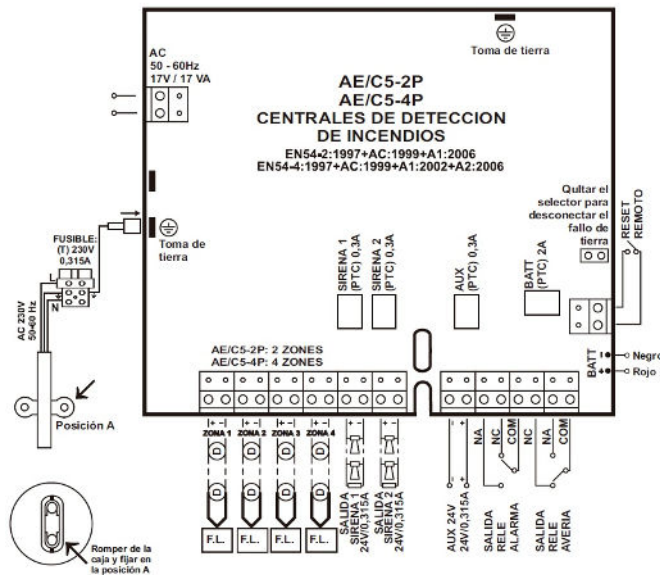 AC
50 - 60Hz
17V / 17 VA
Toma de tierra
AE/C5-2P
AE/C5-4P
CENTRALES DE DETECCION
DE INCENDIOS
EN54-2:1997+AC:1999+A1:2006
EN54-4:1997+AC:1999+A1:2002+A2:2006
Quitar el
selector para
desconectar el
fallo de
tierra
RESET
REMOTO
FUSIBLE:
(T) 230V
0,315A
Toma de
tierra
L
N
AC 230V
50-60 Hz
SIRENA 1
(PTC) 0,3A
SIRENA 2
(PTC) 0,3A
AUX
(PTC) 0,3A
BATT
(PTC) 2A
BATT
- Negro
+ Rojo
AE/C5-2P: 2 ZONES
AE/C5-4P: 4 ZONES
Posición A
+ - + - + - + - + - + -
ZONA 1
ZONA 2
ZONA 3
ZONA 4
F.L.
F.L.
F.L.
F.L.
SALIDA
SIRENA 1
24V/0,315A
SALIDA
SIRENA 2
24V/0,315A
- +
AUX 24V
24V/0,315A
NA
NC
COM
SALIDA
RELE
ALARMA
NC
NA
COM
SALIDA
RELE
AVERIA
Romper de la
caja y fijar en
la posición A